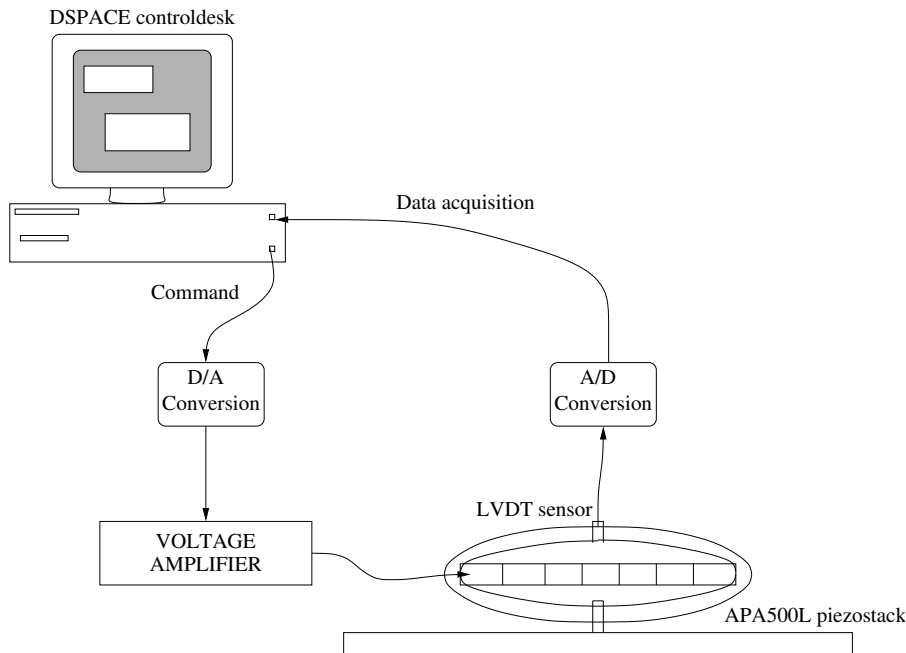 DSPACE controldesk
Data acquisition
Command
D/A
Conversion
A/D
Conversion
LVDT sensor
VOLTAGE
AMPLIFIER
APA500L piezostack